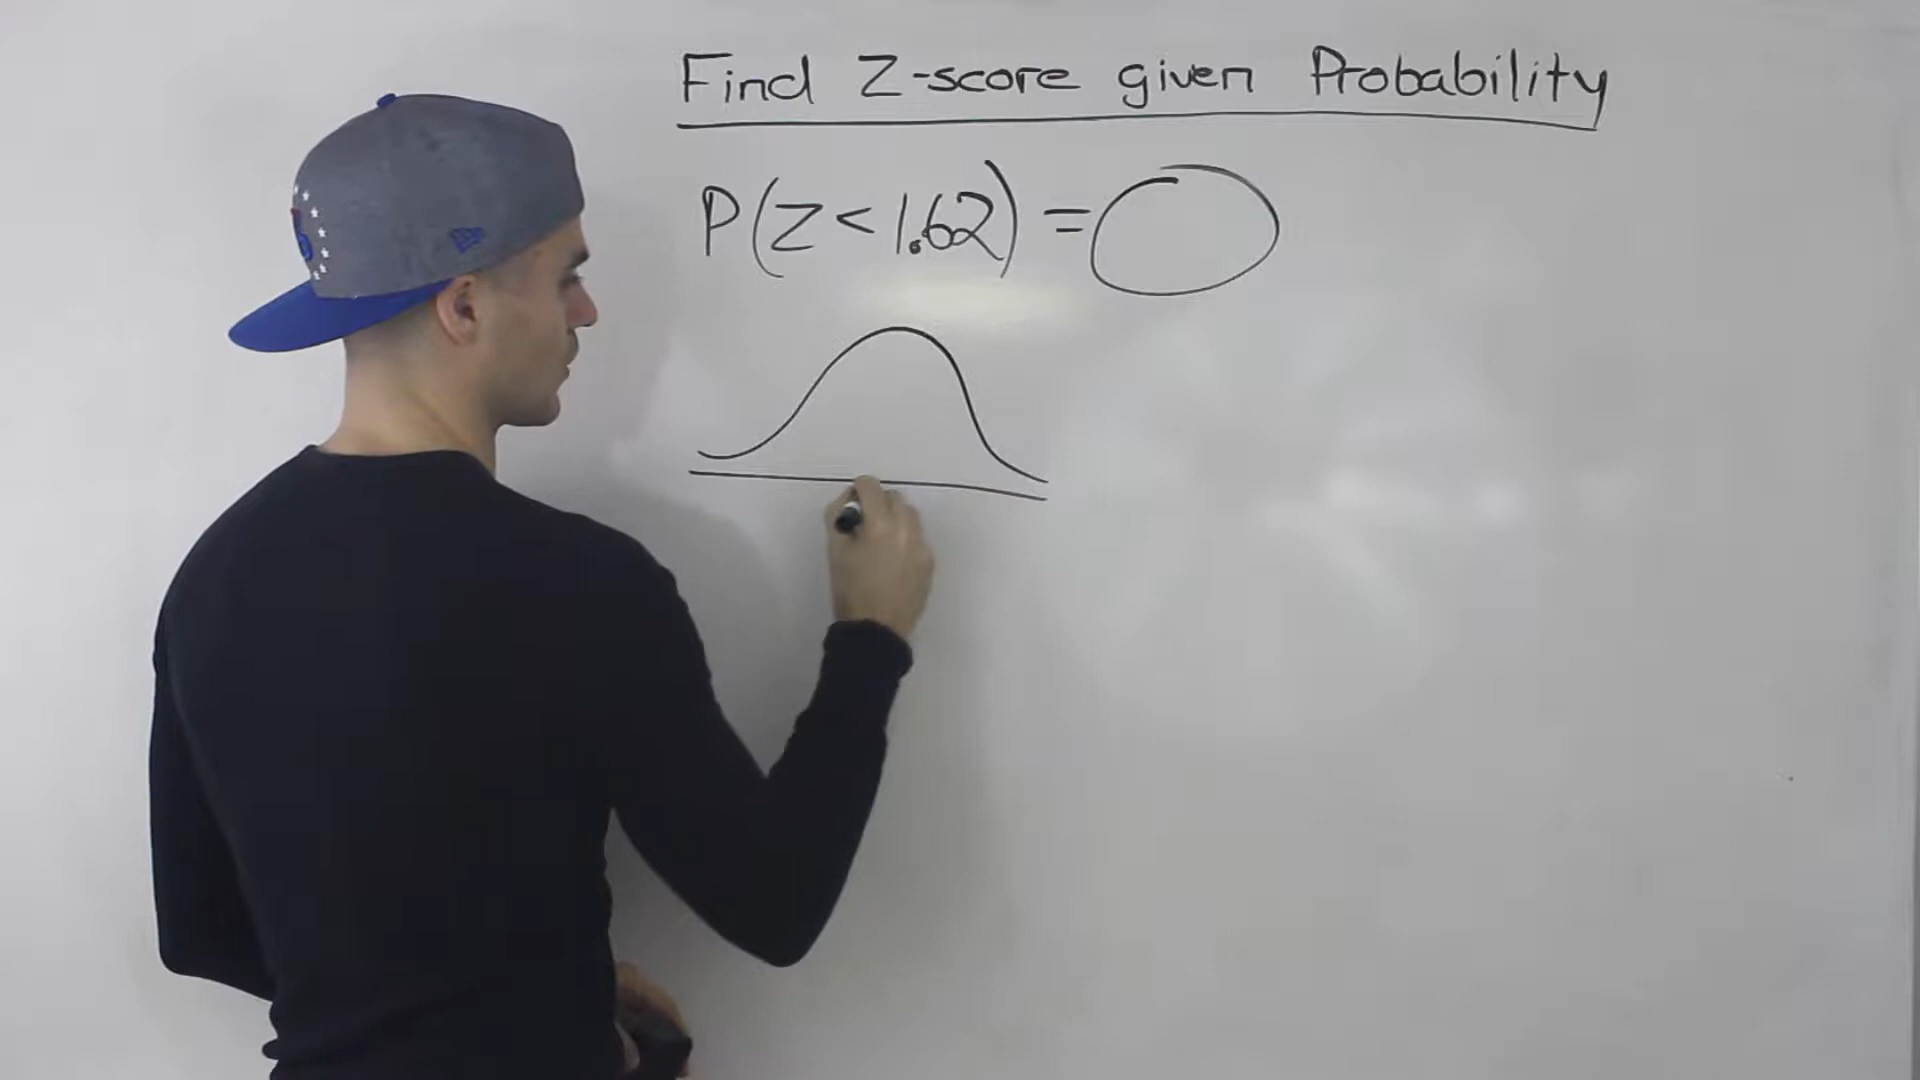 Find Z-score given Probability
P(Z < 1.62) =